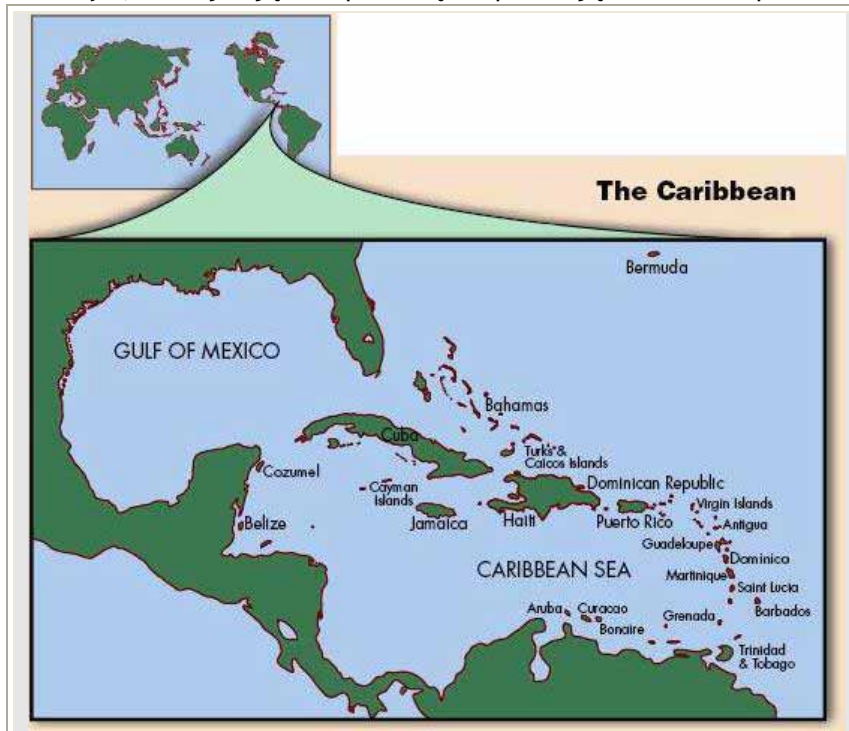 The Caribbean
Bermuda
GULF OF MEXICO
Bahamas
Cuba
Turks &
Caicos Islands
Cozumel
Cayman
Islands
Dominican Republic
Virgin Islands
Jamaica
Haiti
Puerto Rico
Antigua
Belize
Guadeloupe
Dominica
CARIBBEAN SEA
Martinique
Saint Lucia
Aruba
Curacao
Grenada
Barbados
Bonaire
Trinidad
& Tobago